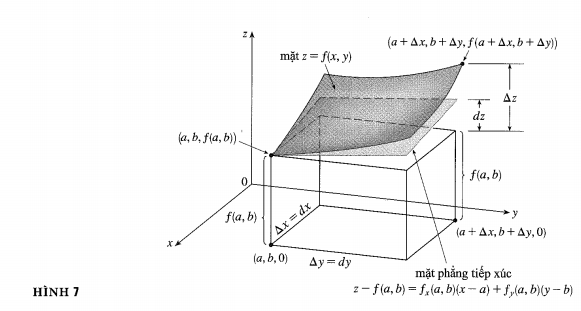 z
(a + Δx, b + Δy, f(a + Δx, b + Δy))
mặt z = f(x, y)
Δz
dz
(a, b, f(a, b))
f(a, b)
0
f(a, b)
Δx = dx
y
x
(a + Δx, b + Δy, 0)
(a, b, 0)
Δy = dy
mặt phẳng tiếp xúc
z − f(a, b) = fₓ(a, b)(x − a) + f_y(a, b)(y − b)
HÌNH 7